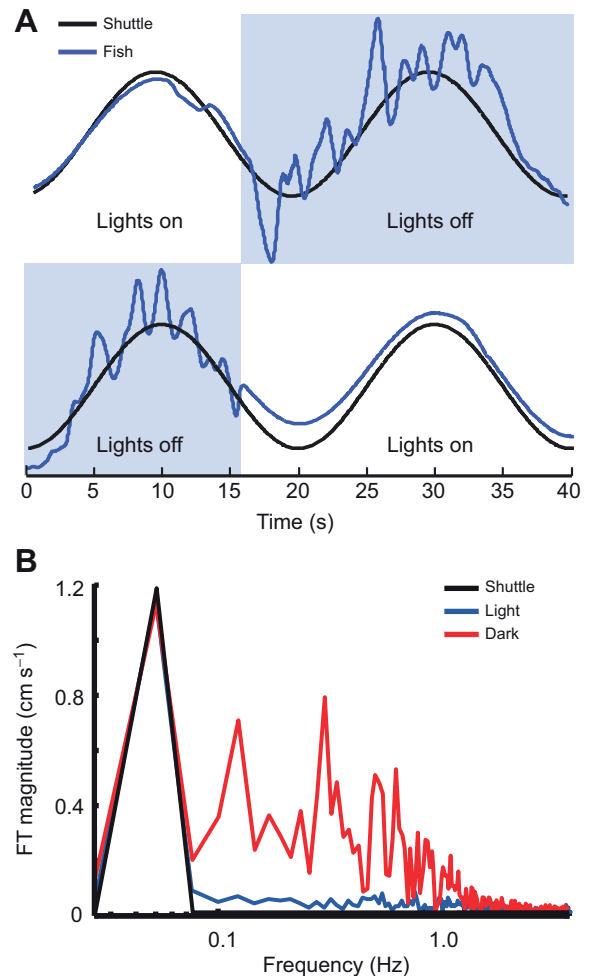 A
Shuttle
Fish
Lights on
Lights off
Lights off
Lights on
0 5 10 15 20 25 30 35 40
Time (s)
B
Shuttle
Light
Dark
1.2
0.8
0.4
0
FT magnitude (cm s⁻¹)
0.1 1.0
Frequency (Hz)